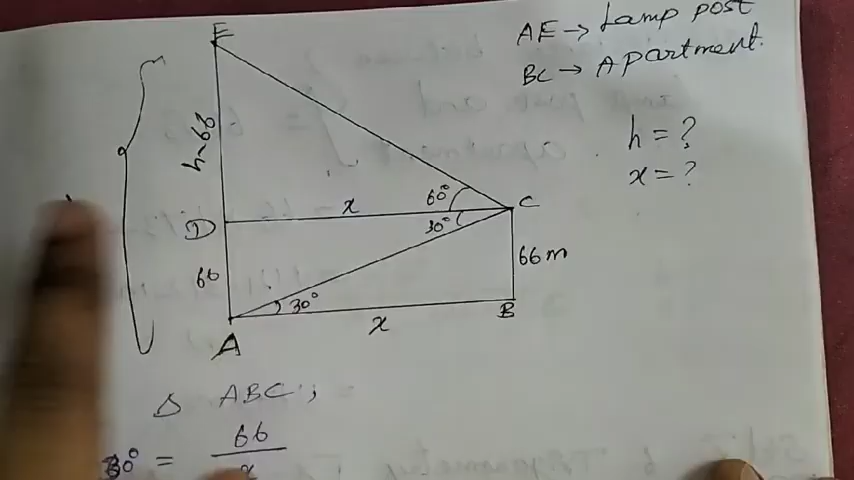 AE → Lamp post
BC → Apartment.
h = ?
x = ?
E
h-66
D
x
60°
C
30°
66
66m
30°
A
x
B
Δ ABC ;
30° = 66
x